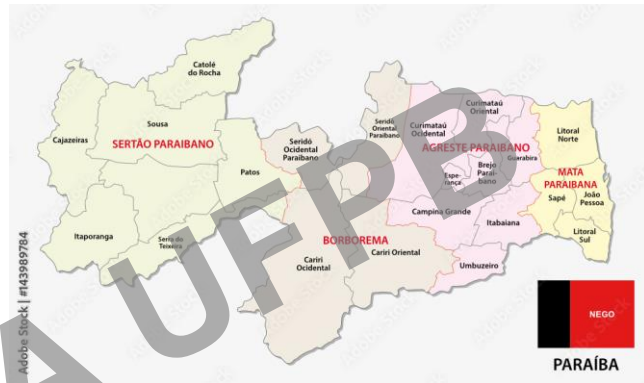 Catolé
do Rocha
Cajazeiras
Sousa
SERTÃO PARAIBANO
Patos
Itaporanga
Serra do
Teixeira
Seridó
Ocidental
Paraibano
Seridó
Oriental
Paraibano
BORBOREMA
Cariri
Ocidental
Cariri Oriental
Curimataú
Ocidental
Curimataú
Oriental
AGRESTE PARAIBANO
Guarabira
Espe-
rança
Brejo
Parai-
bano
Campina Grande
Itabaiana
Umbuzeiro
Litoral
Norte
MATA
PARAIBANA
Sapé
João
Pessoa
Litoral
Sul
NEGO
PARAÍBA
A UFPB
Adobe Stock | #143989784